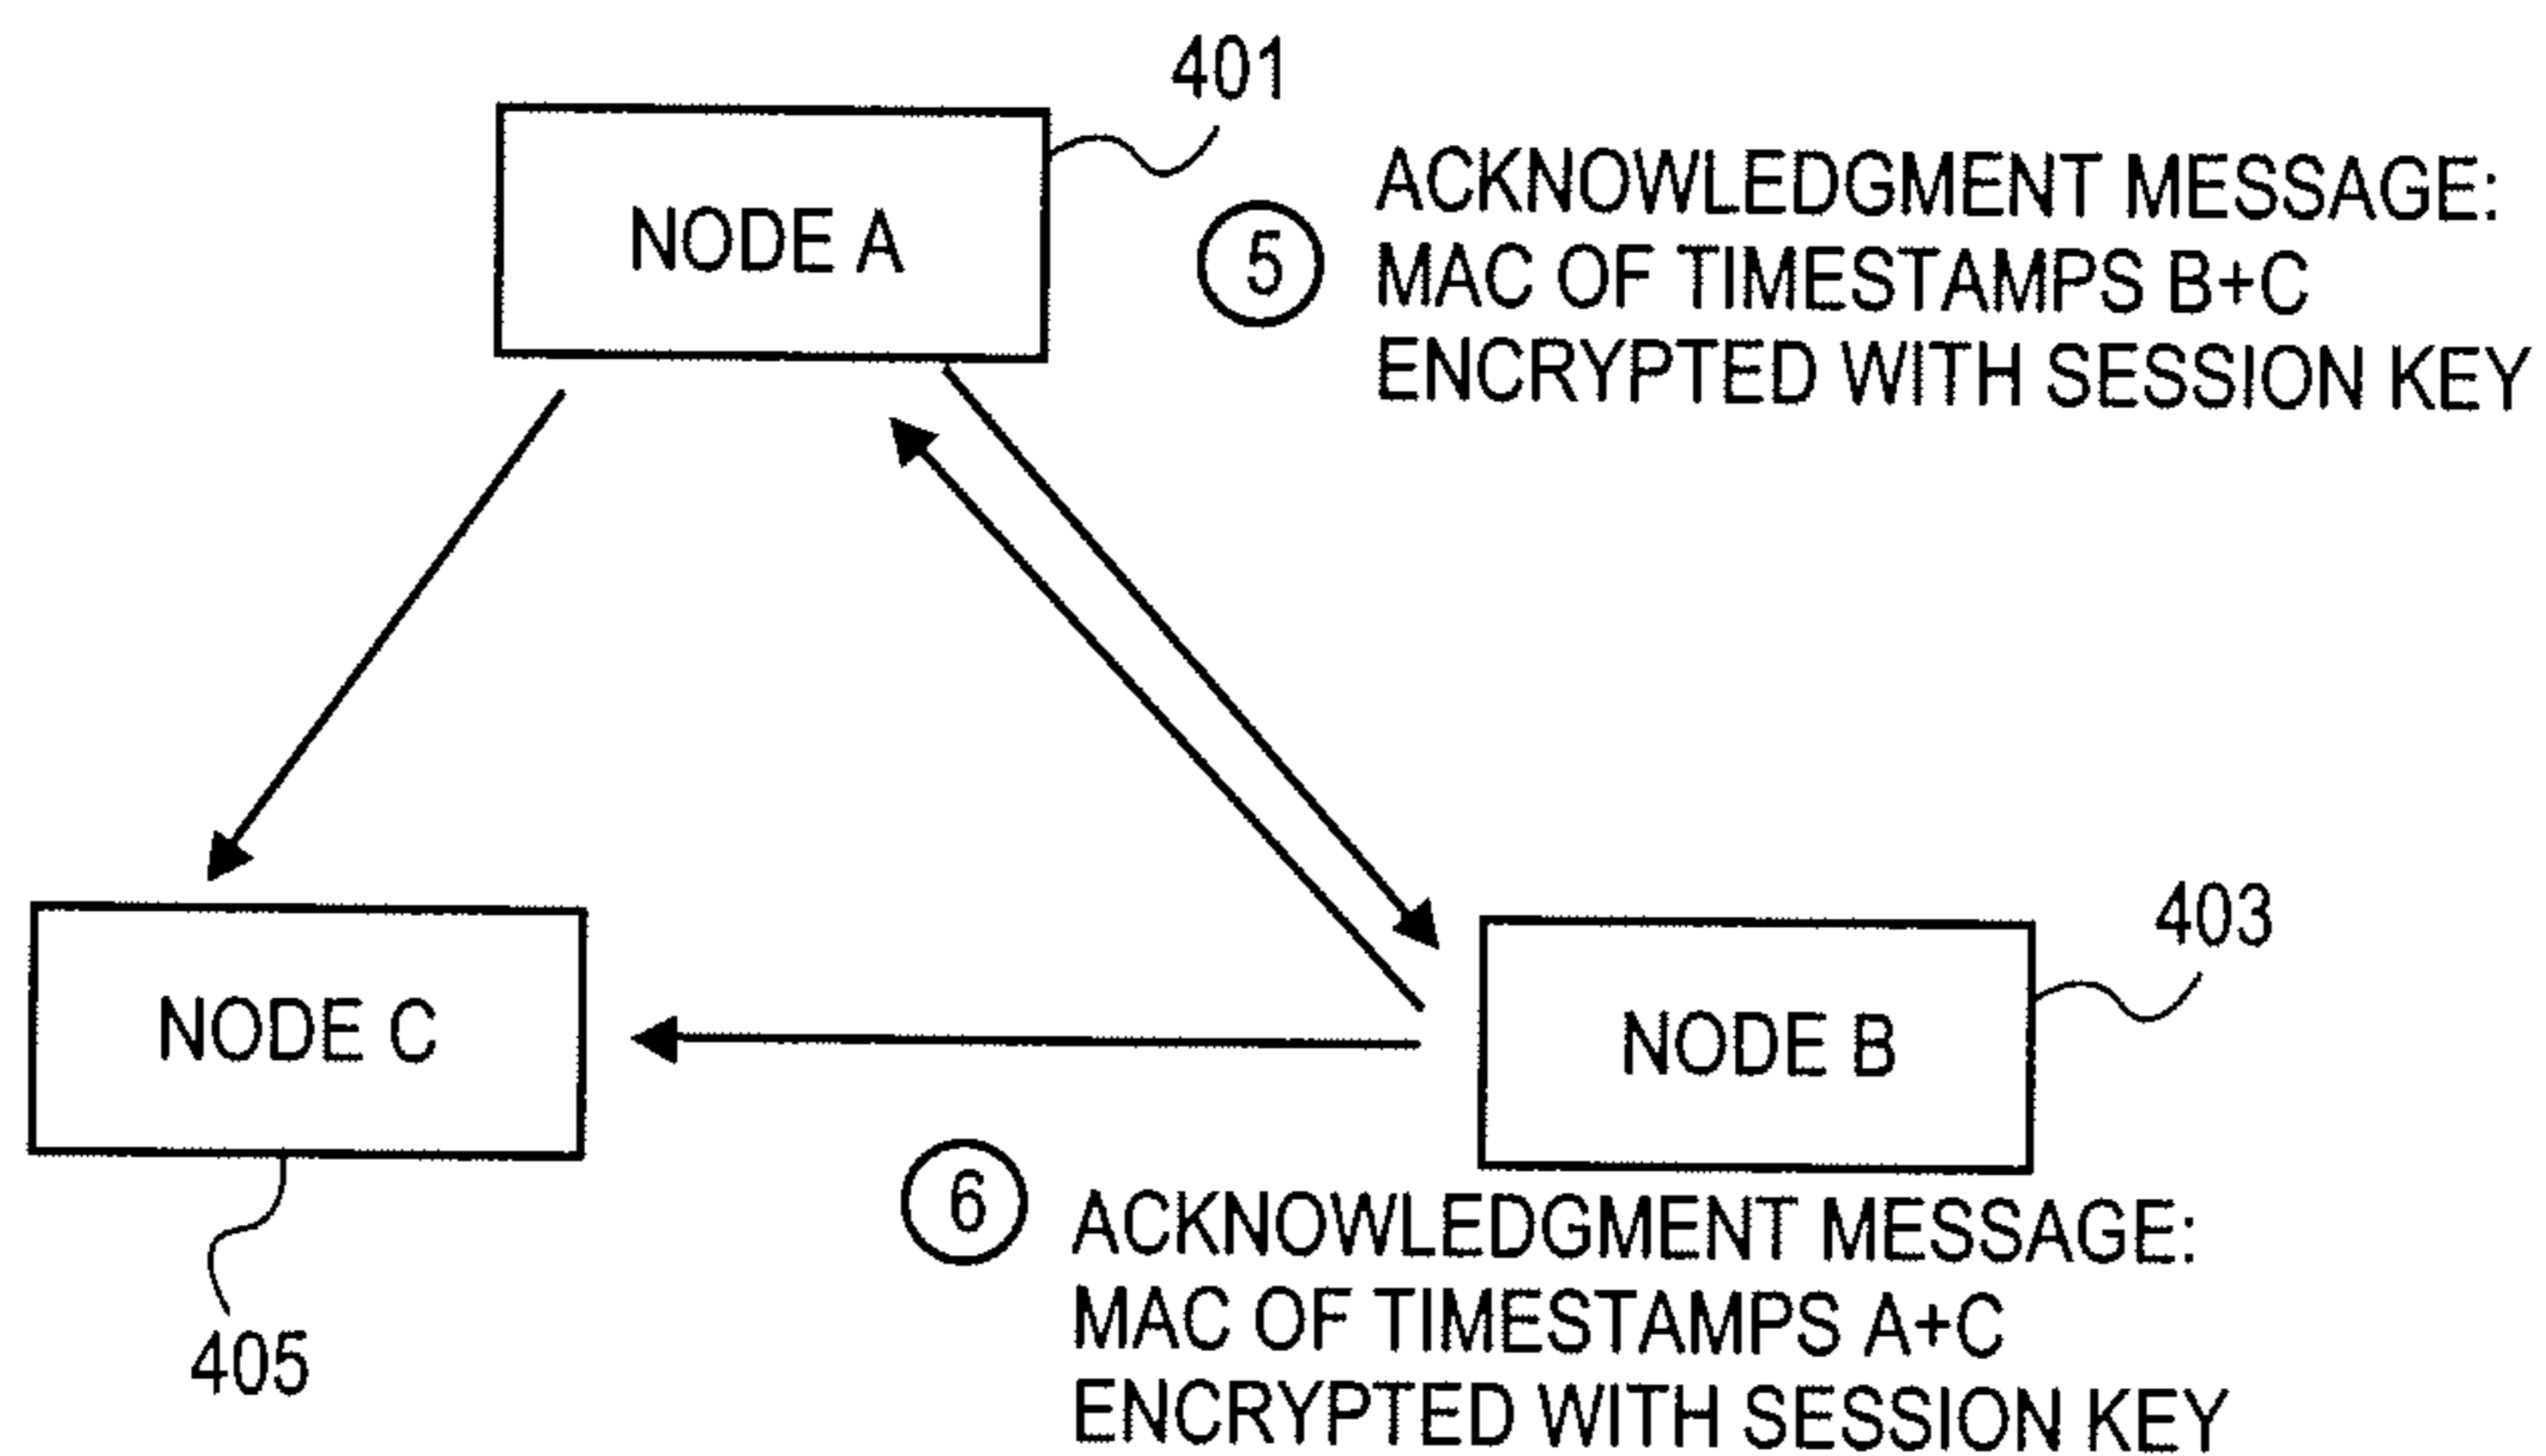 401
NODE A
5
ACKNOWLEDGMENT MESSAGE:
MAC OF TIMESTAMPS B+C
ENCRYPTED WITH SESSION KEY
NODE C
405
403
NODE B
6
ACKNOWLEDGMENT MESSAGE:
MAC OF TIMESTAMPS A+C
ENCRYPTED WITH SESSION KEY